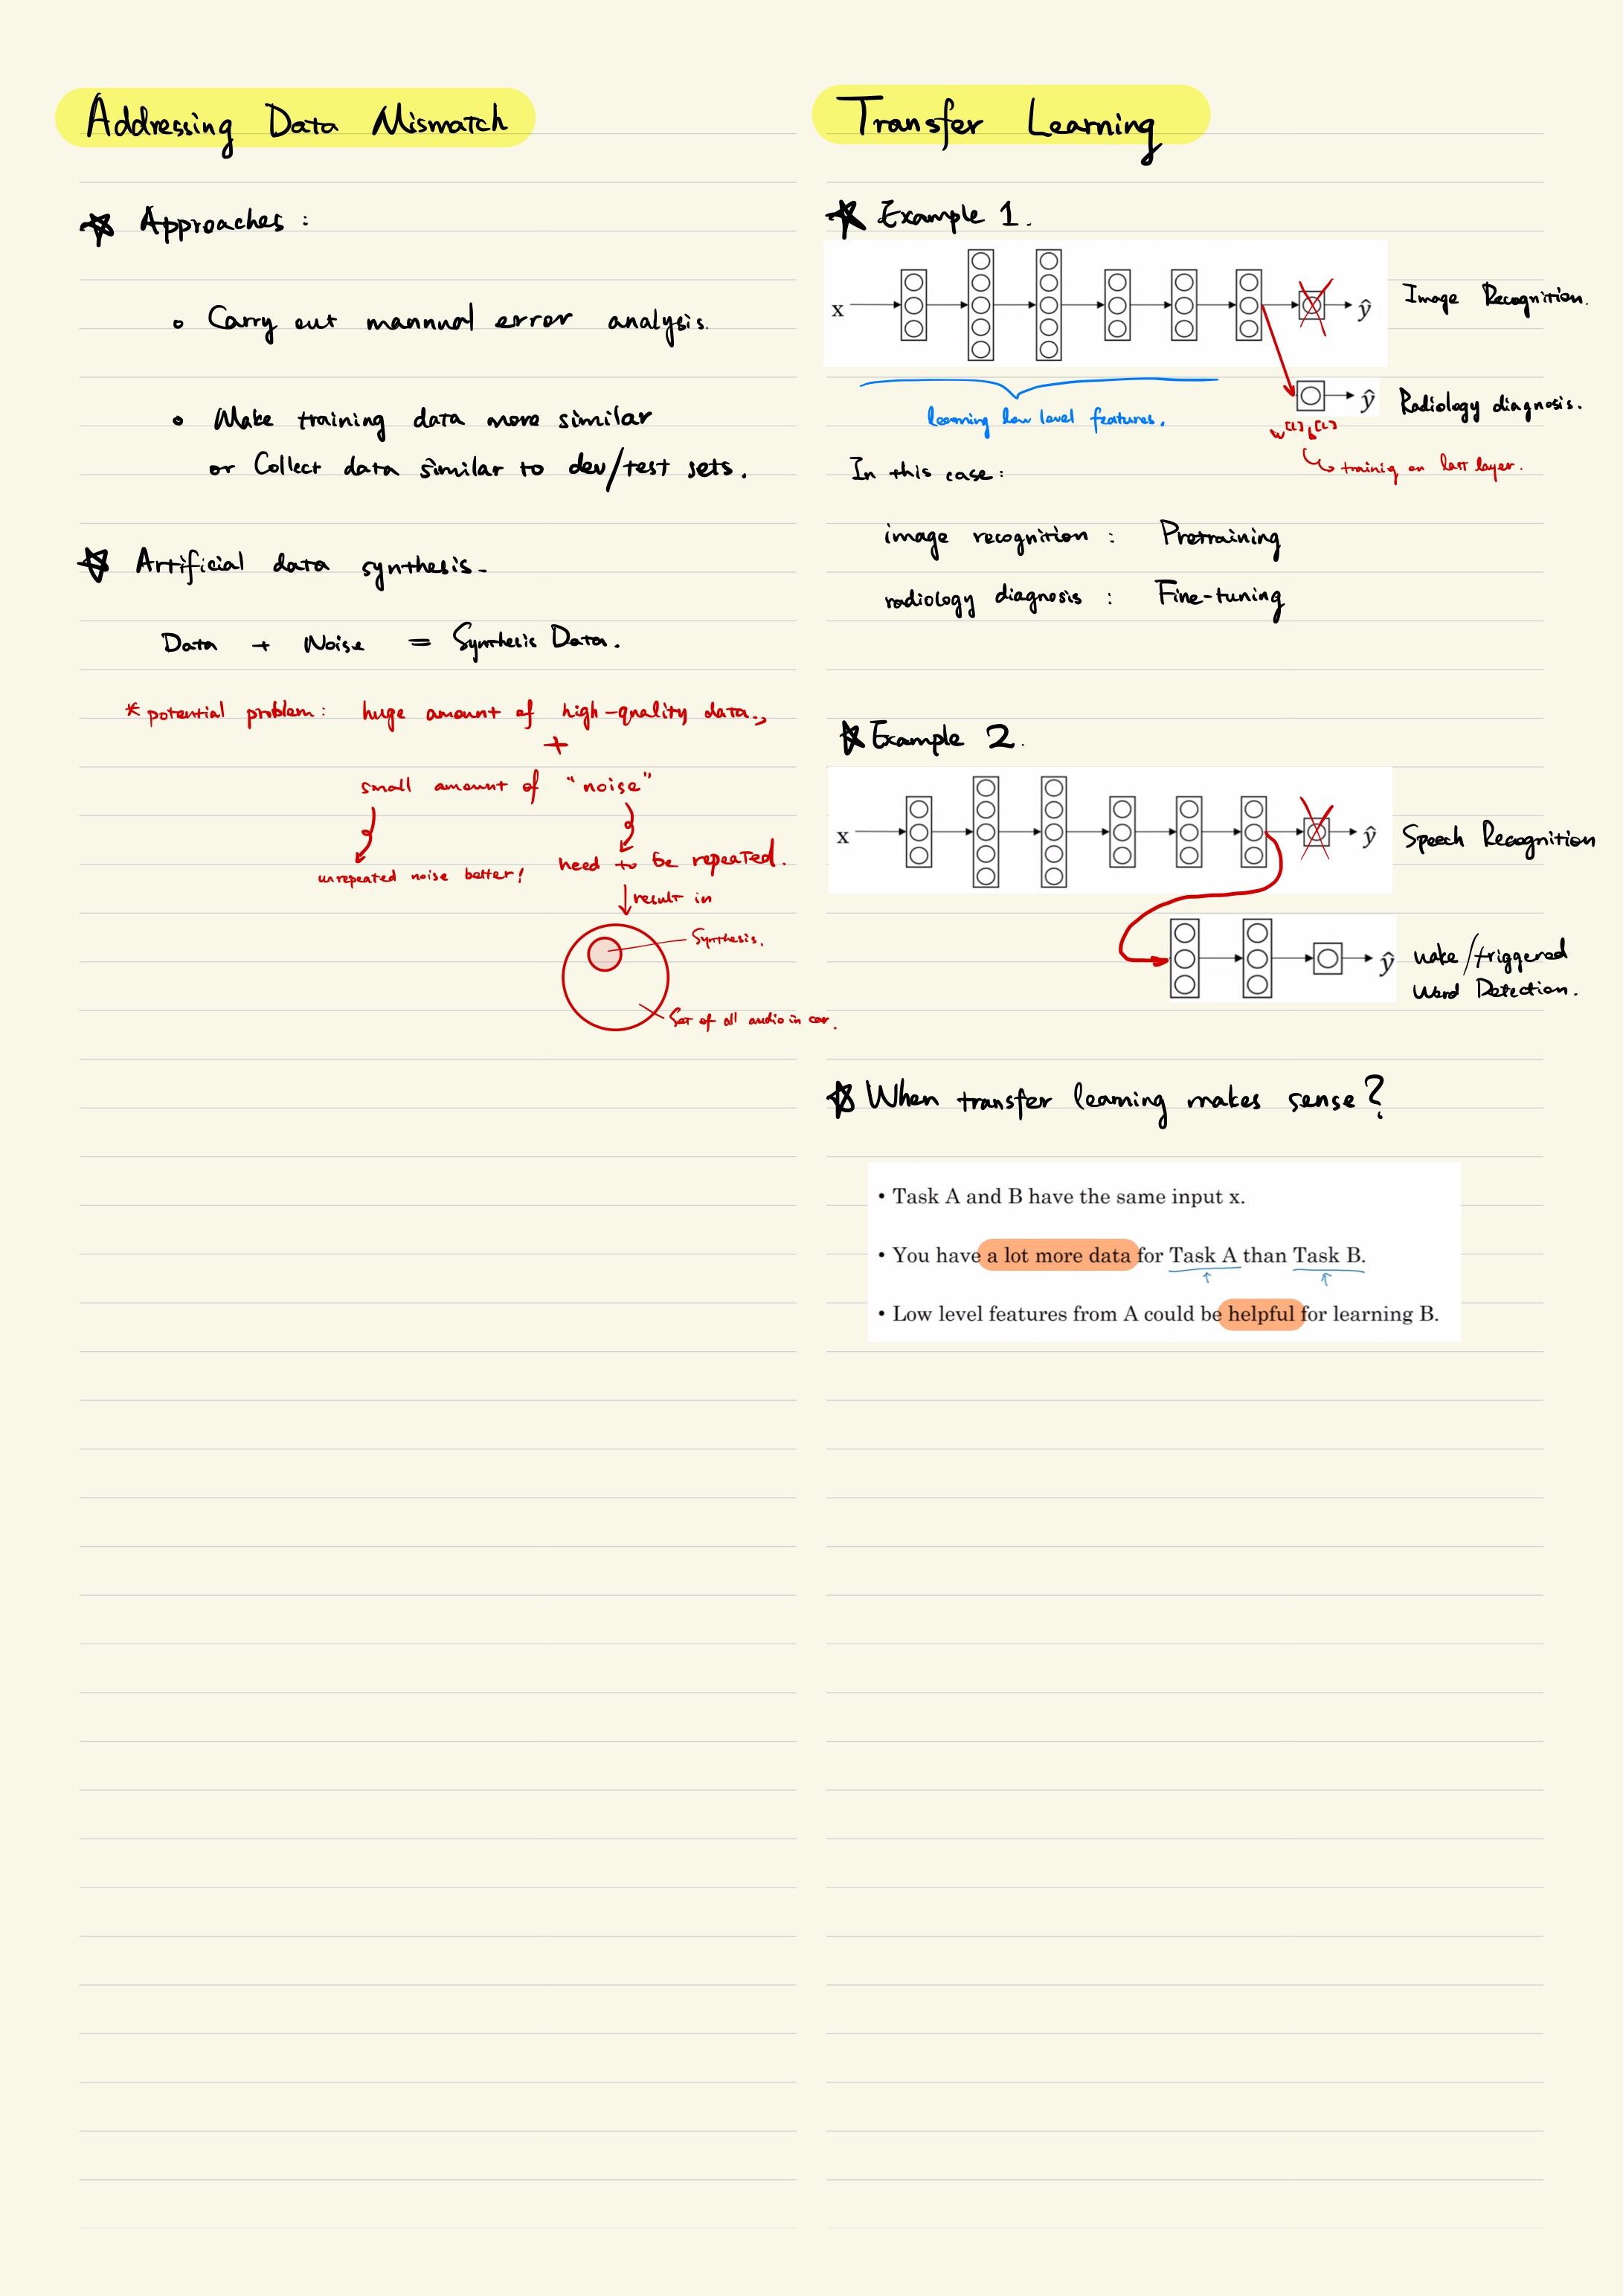 Addressing Data Mismatch
Approaches :
Carry out mannual error analysis.
Make training data more similar
or Collect data similar to dev/test sets.
Artificial data synthesis.
Data + Noise = Synthesis Data.
* potential problem : huge amount of high-quality data.,
+
small amount of "noise"
unrepeated noise better!
need to be repeated.
result in
Synthesis.
Set of all audio in car.
Transfer Learning
Example 1.
x ŷ Image Recognition.
ŷ Radiology diagnosis.
learning low level features.
w[L] b[L]
trainig on last layer.
In this case :
image recognition : Pretraining
radiology diagnosis : Fine-tuning
Example 2.
x ŷ Speech Recognition
ŷ wake/triggered
Word Detection.
When transfer learning makes sense?
• Task A and B have the same input x.
• You have a lot more data for Task A than Task B.
• Low level features from A could be helpful for learning B.